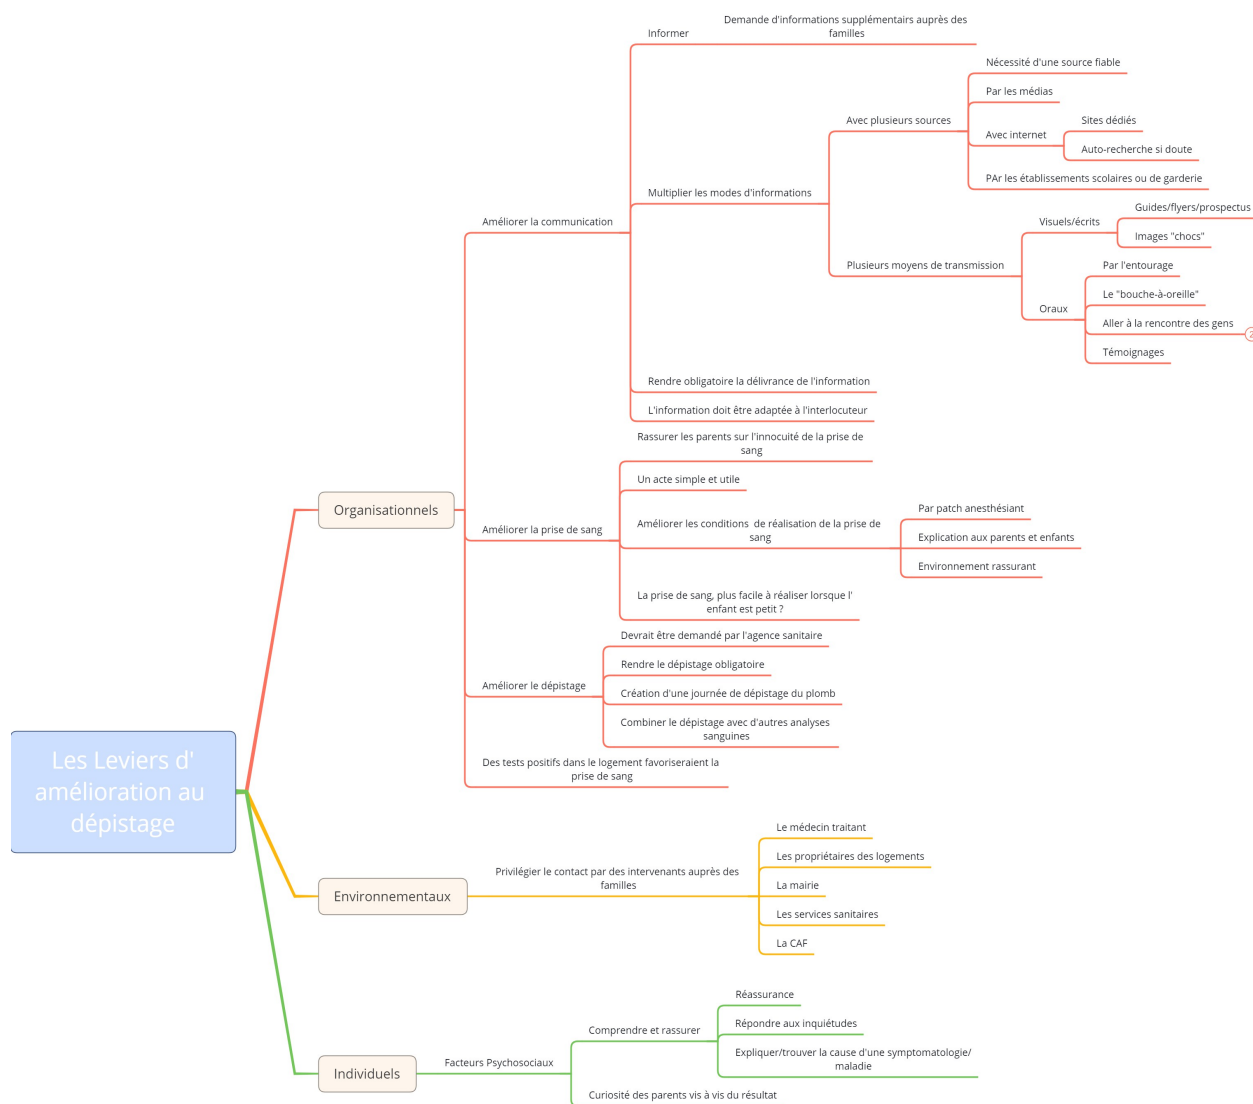 Les Leviers d'
amélioration au
dépistage
Organisationnels
Améliorer la communication
Informer
Demande d'informations supplémentairs auprès des
familles
Multiplier les modes d'informations
Avec plusieurs sources
Nécessité d'une source fiable
Par les médias
Avec internet
Sites dédiés
Auto-recherche si doute
PAr les établissements scolaires ou de garderie
Plusieurs moyens de transmission
Visuels/écrits
Guides/flyers/prospectus
Images "chocs"
Oraux
Par l'entourage
Le "bouche-à-oreille"
Aller à la rencontre des gens
2
Témoignages
Rendre obligatoire la délivrance de l'information
L'information doit être adaptée à l'interlocuteur
Améliorer la prise de sang
Rassurer les parents sur l'innocuité de la prise de
sang
Un acte simple et utile
Améliorer les conditions  de réalisation de la prise de
sang
Par patch anesthésiant
Explication aux parents et enfants
Environnement rassurant
La prise de sang, plus facile à réaliser lorsque l'
enfant est petit ?
Améliorer le dépistage
Devrait être demandé par l'agence sanitaire
Rendre le dépistage obligatoire
Création d'une journée de dépistage du plomb
Combiner le dépistage avec d'autres analyses
sanguines
Des tests positifs dans le logement favoriseraient la
prise de sang
Environnementaux
Privilégier le contact par des intervenants auprès des
familles
Le médecin traitant
Les propriétaires des logements
La mairie
Les services sanitaires
La CAF
Individuels
Facteurs Psychosociaux
Comprendre et rassurer
Réassurance
Répondre aux inquiétudes
Expliquer/trouver la cause d'une symptomatologie/
maladie
Curiosité des parents vis à vis du résultat